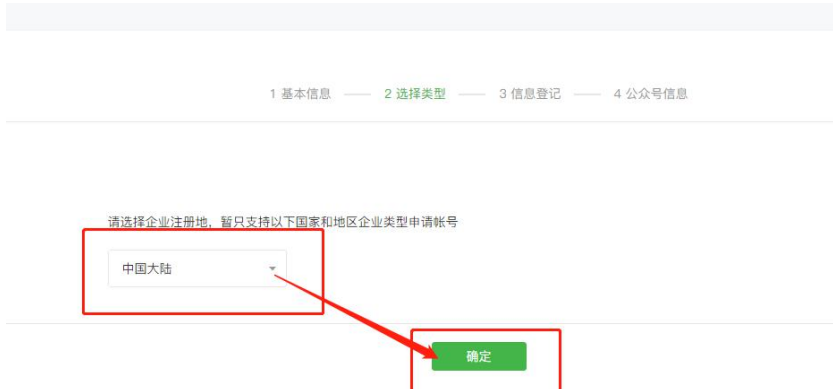 1 基本信息 2 选择类型 3 信息登记 4 公众号信息
请选择企业注册地，暂只支持以下国家和地区企业类型申请帐号
中国大陆
确定